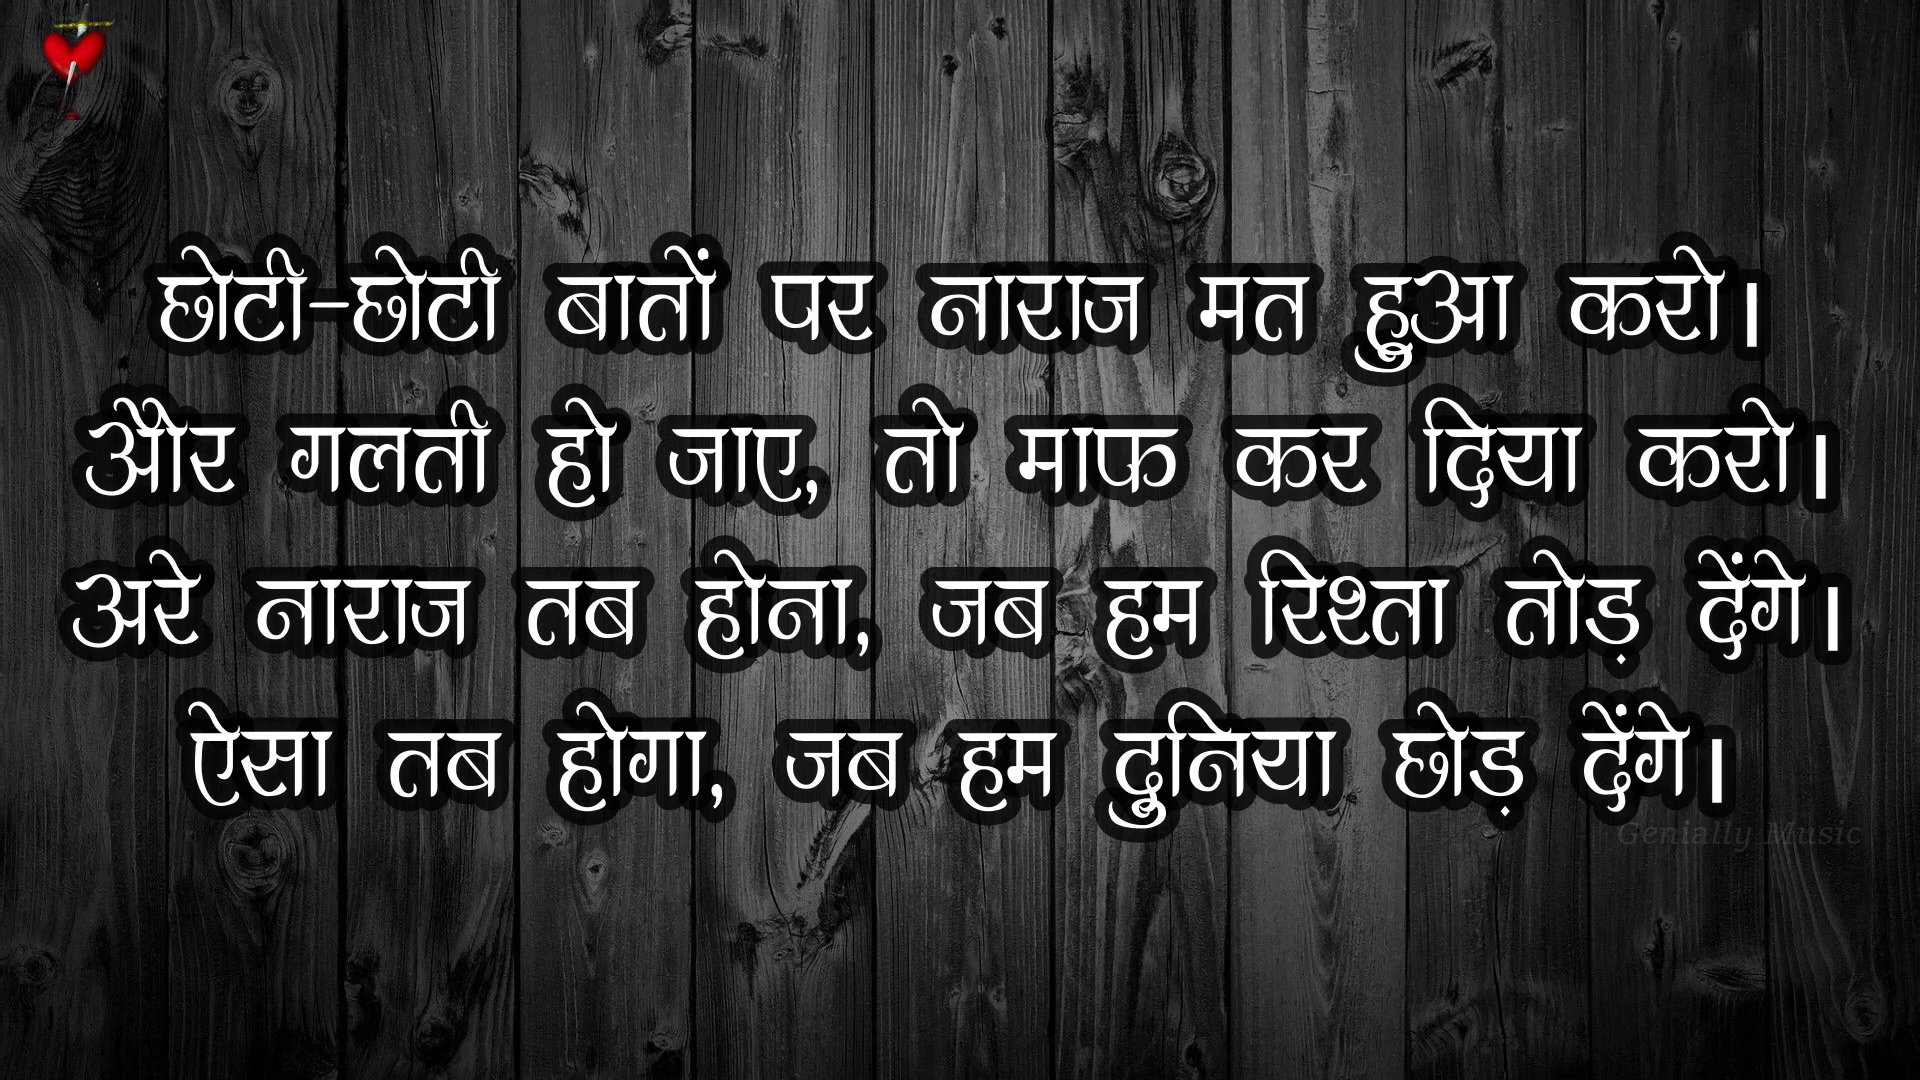 छोटी-छोटी बातों पर नाराज मत हुआ करो।
और गलती हो जाए, तो माफ कर दिया करो।
अरे नाराज तब होना, जब हम रिश्ता तोड़ देंगे।
ऐसा तब होगा, जब हम दुनिया छोड़ देंगे।
Genially Music